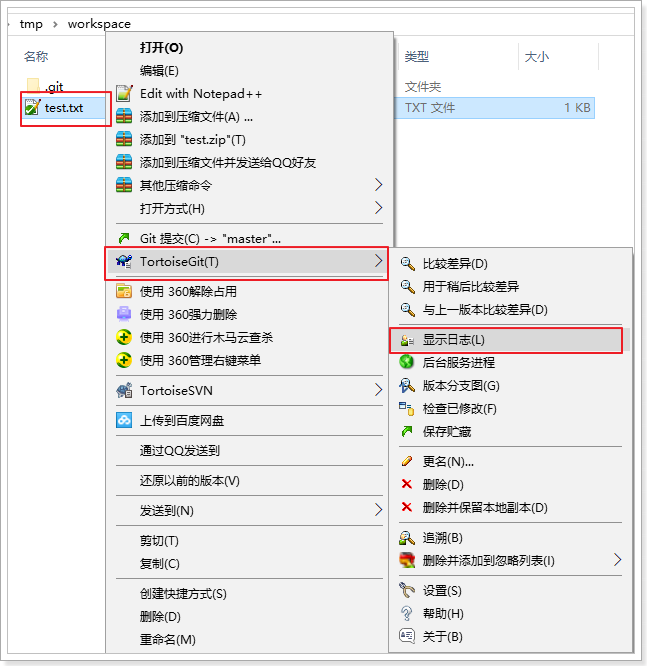 tmp > workspace
名称 类型 大小
.git 文件夹
test.txt TXT 文件 1 KB
打开(O)
编辑(E)
Edit with Notepad++
添加到压缩文件(A) ...
添加到 "test.zip"(T)
添加到压缩文件并发送给QQ好友
其他压缩命令
打开方式(H)
Git 提交(C) -> "master"...
TortoiseGit(T)
使用 360解除占用
使用 360强力删除
使用 360进行木马云查杀
使用 360管理右键菜单
TortoiseSVN
上传到百度网盘
通过QQ发送到
还原以前的版本(V)
发送到(N)
剪切(T)
复制(C)
创建快捷方式(S)
删除(D)
重命名(M)
比较差异(D)
用于稍后比较差异
与上一版本比较差异(D)
显示日志(L)
后台服务进程
版本分支图(G)
检查已修改(F)
保存贮藏
更名(N)...
删除(D)
删除并保留本地副本(D)
追溯(B)
删除并添加到忽略列表(I)
设置(S)
帮助(H)
关于(B)